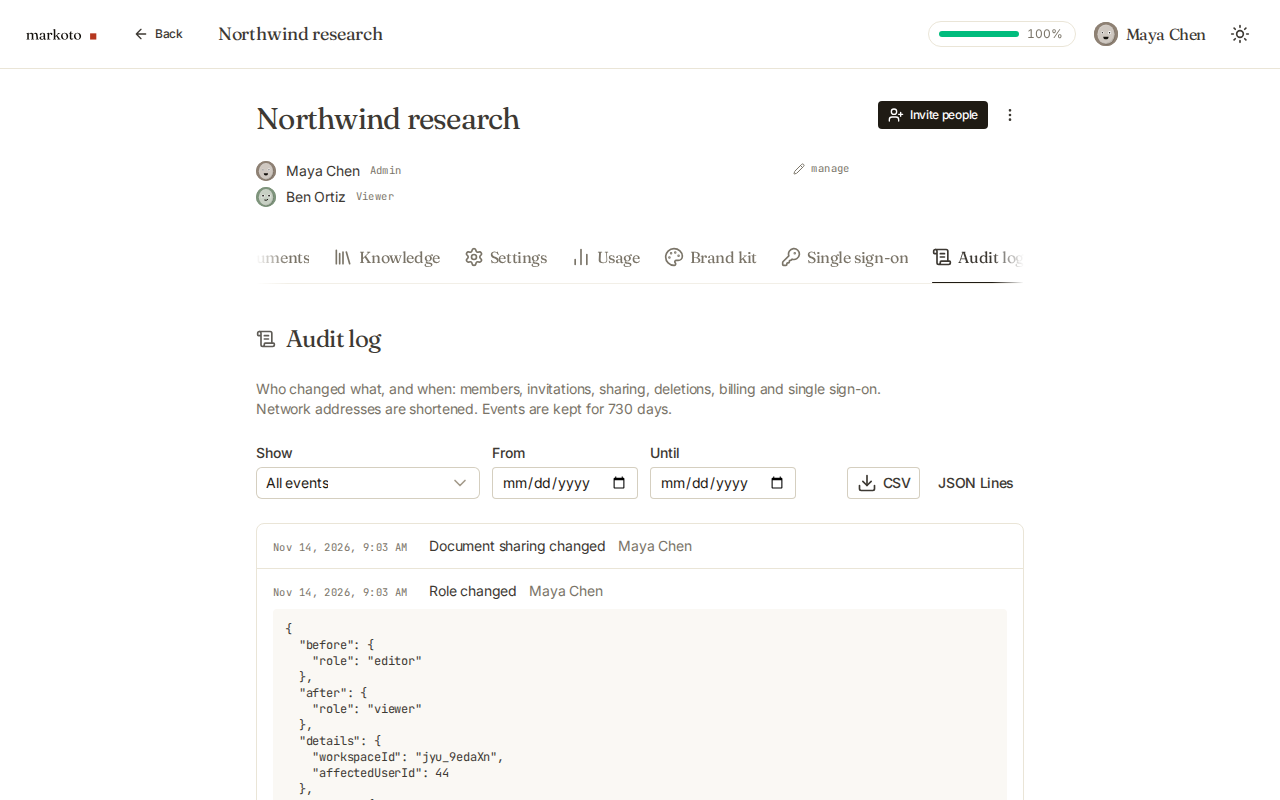 markoto
Back
Northwind research
100%
Maya Chen
Northwind research
Invite people
Maya Chen Admin
manage
Ben Ortiz Viewer
uments Knowledge Settings Usage Brand kit Single sign-on Audit log
Audit log
Who changed what, and when: members, invitations, sharing, deletions, billing and single sign-on.
Network addresses are shortened. Events are kept for 730 days.
Show From Until
All events mm/dd/yyyy mm/dd/yyyy CSV JSON Lines
Nov 14, 2026, 9:03 AM Document sharing changed Maya Chen
Nov 14, 2026, 9:03 AM Role changed Maya Chen
{
"before": {
"role": "editor"
},
"after": {
"role": "viewer"
},
"details": {
"workspaceId": "jyu_9edaXn",
"affectedUserId": 44
},